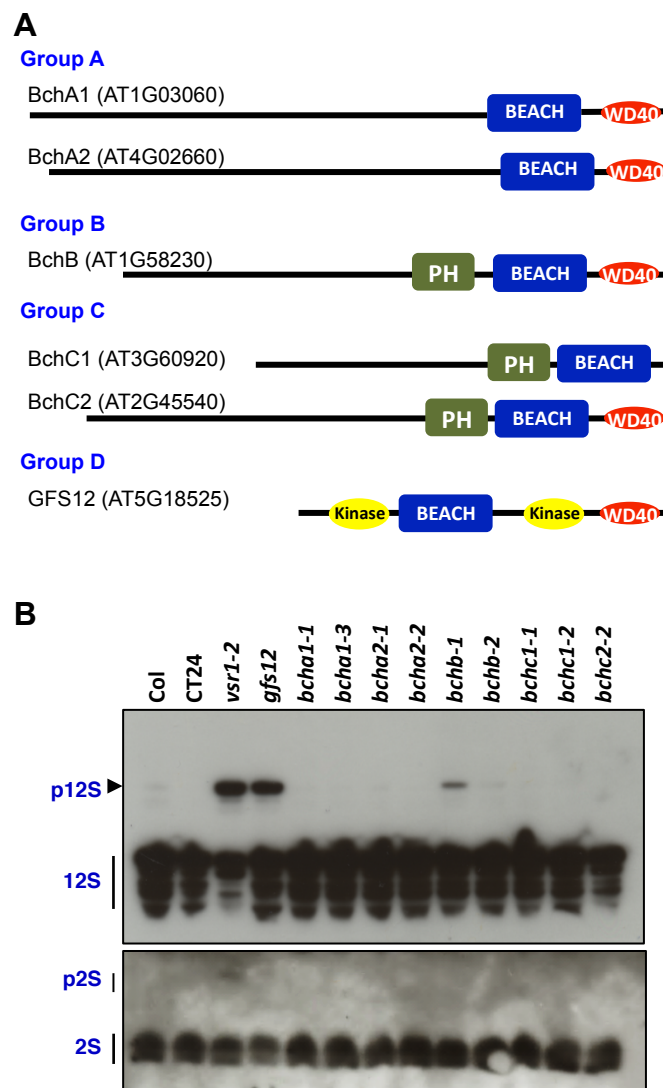 A
Group A
BchA1 (AT1G03060)
BEACH WD40
BchA2 (AT4G02660)
BEACH WD40
Group B
BchB (AT1G58230)
PH BEACH WD40
Group C
BchC1 (AT3G60920)
PH BEACH
BchC2 (AT2G45540)
PH BEACH WD40
Group D
GFS12 (AT5G18525)
Kinase BEACH Kinase WD40
B
Col CT24 vsr1-2 gfs12 bcha1-1 bcha1-3 bcha2-1 bcha2-2 bchb-1 bchb-2 bchc1-1 bchc1-2 bchc2-2
p12S
12S
p2S
2S